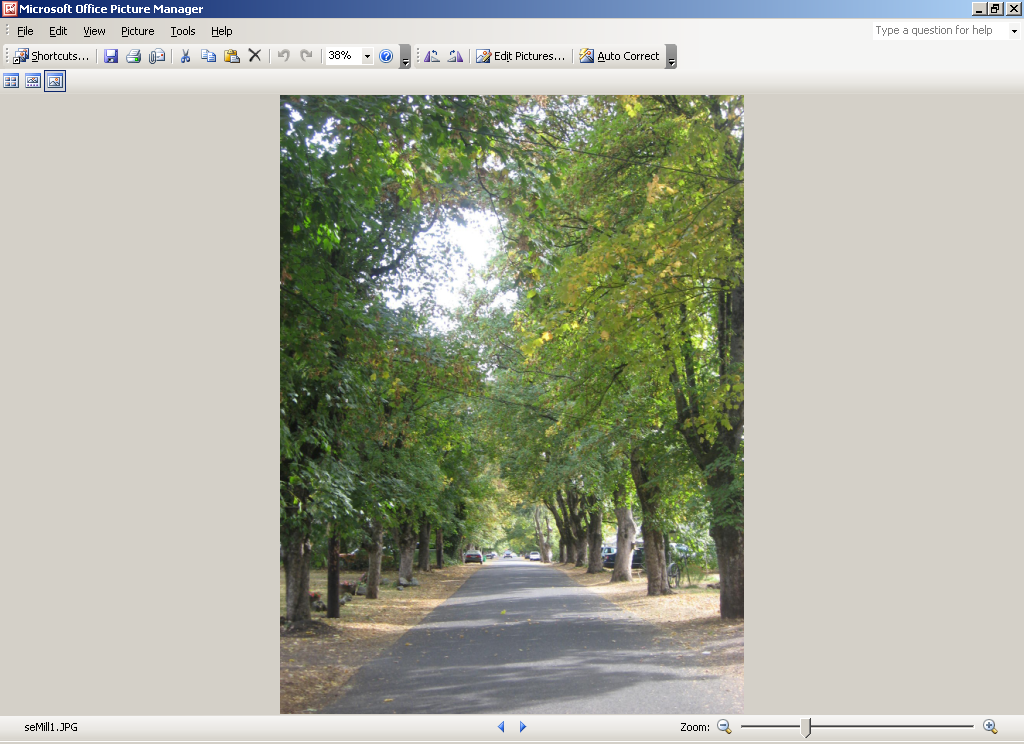 Microsoft Office Picture Manager
File Edit View Picture Tools Help Type a question for help
Shortcuts... 38% Edit Pictures... Auto Correct
seMill1.JPG Zoom: